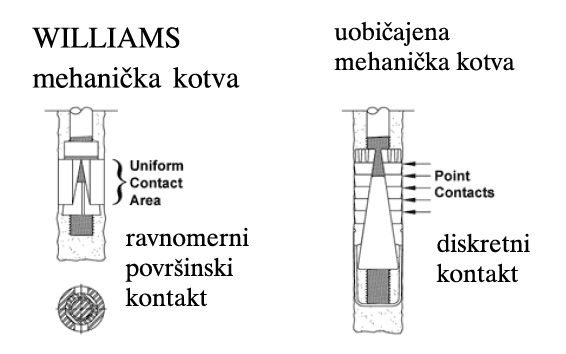 WILLIAMS
mehanička kotva
Uniform
Contact
Area
ravnomerni
površinski
kontakt
uobičajena
mehanička kotva
Point
Contacts
diskretni
kontakt